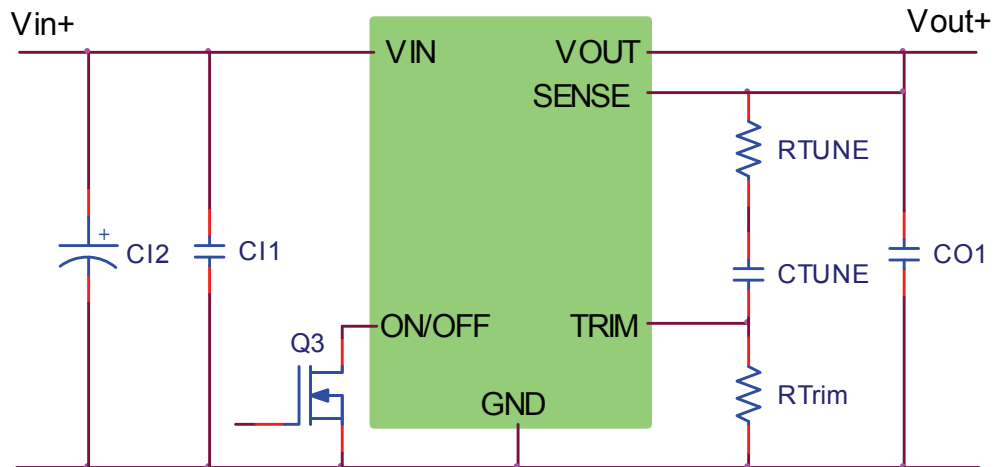 Vin+
Vout+
VIN
VOUT
SENSE
RTUNE
+
CI2
CI1
CTUNE
CO1
ON/OFF
TRIM
Q3
RTrim
GND